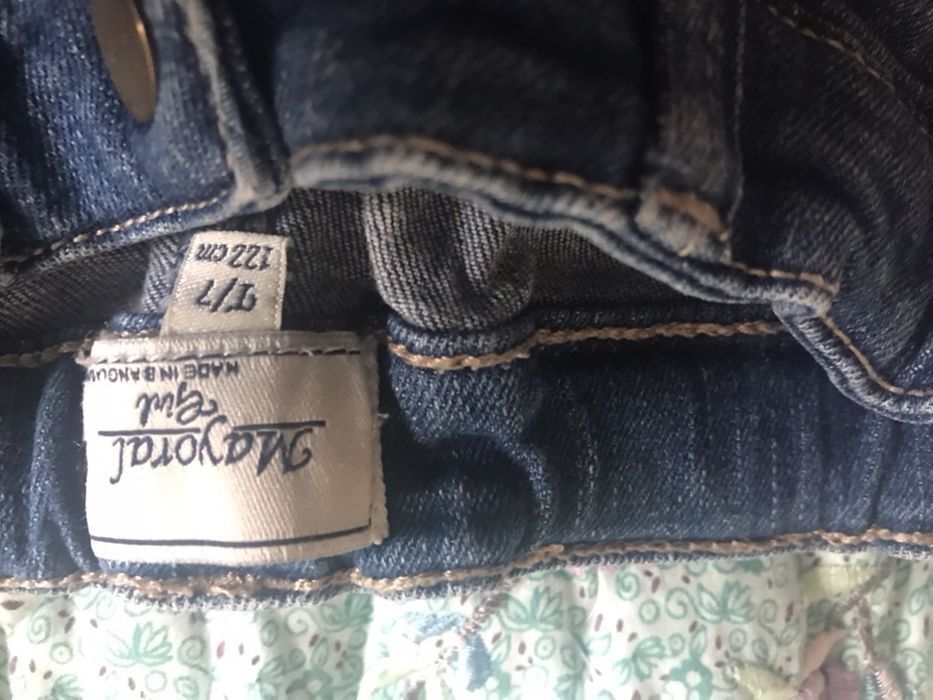 Mayoral
Girl
MADE IN
T/7
122 cm